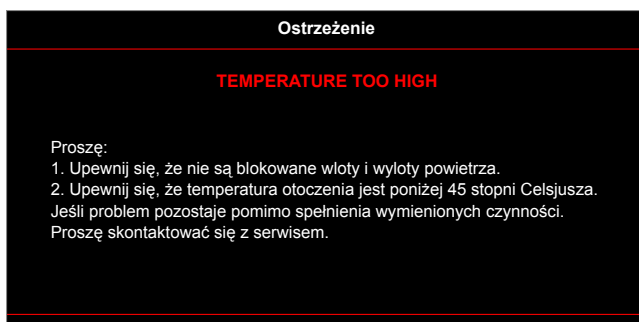 Ostrzeżenie
TEMPERATURE TOO HIGH
Proszę:
1. Upewnij się, że nie są blokowane wloty i wyloty powietrza.
2. Upewnij się, że temperatura otoczenia jest poniżej 45 stopni Celsjusza.
Jeśli problem pozostaje pomimo spełnienia wymienionych czynności.
Proszę skontaktować się z serwisem.